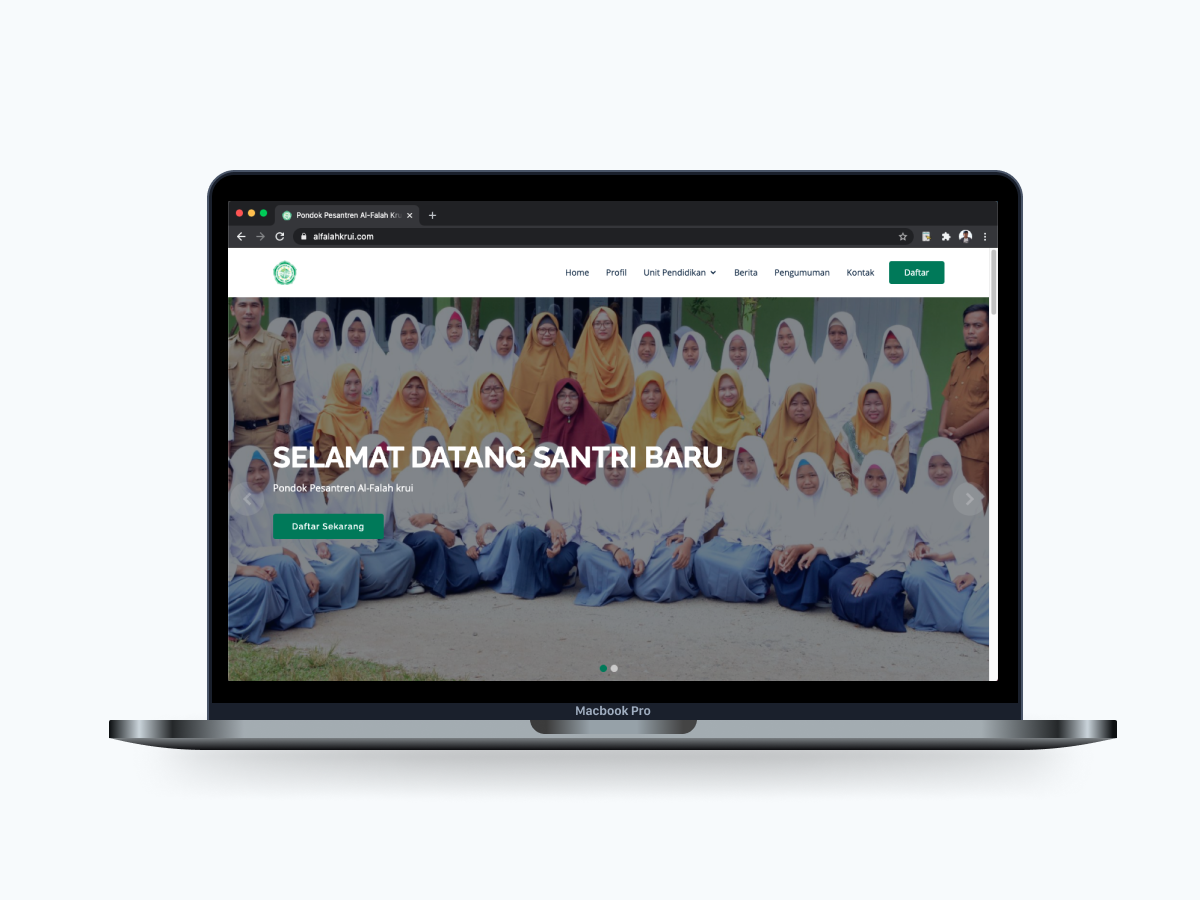 Pondok Pesantren Al-Falah Kru
alfalahkrui.com
Home Profil Unit Pendidikan Berita Pengumuman Kontak Daftar
SELAMAT DATANG SANTRI BARU
Pondok Pesantren Al-Falah krui
Daftar Sekarang
Macbook Pro